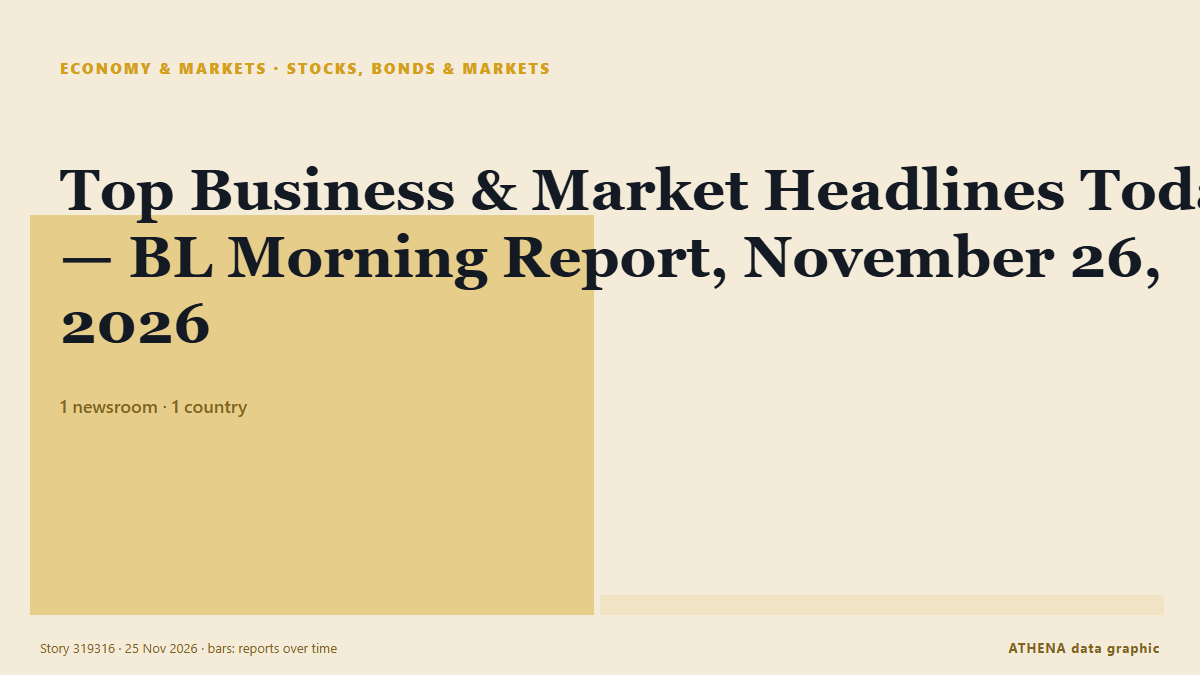 ECONOMY & MARKETS · STOCKS, BONDS & MARKETS
Top Business & Market Headlines Toda
— BL Morning Report, November 26,
2026
1 newsroom · 1 country
Story 319316 · 25 Nov 2026 · bars: reports over time
ATHENA data graphic